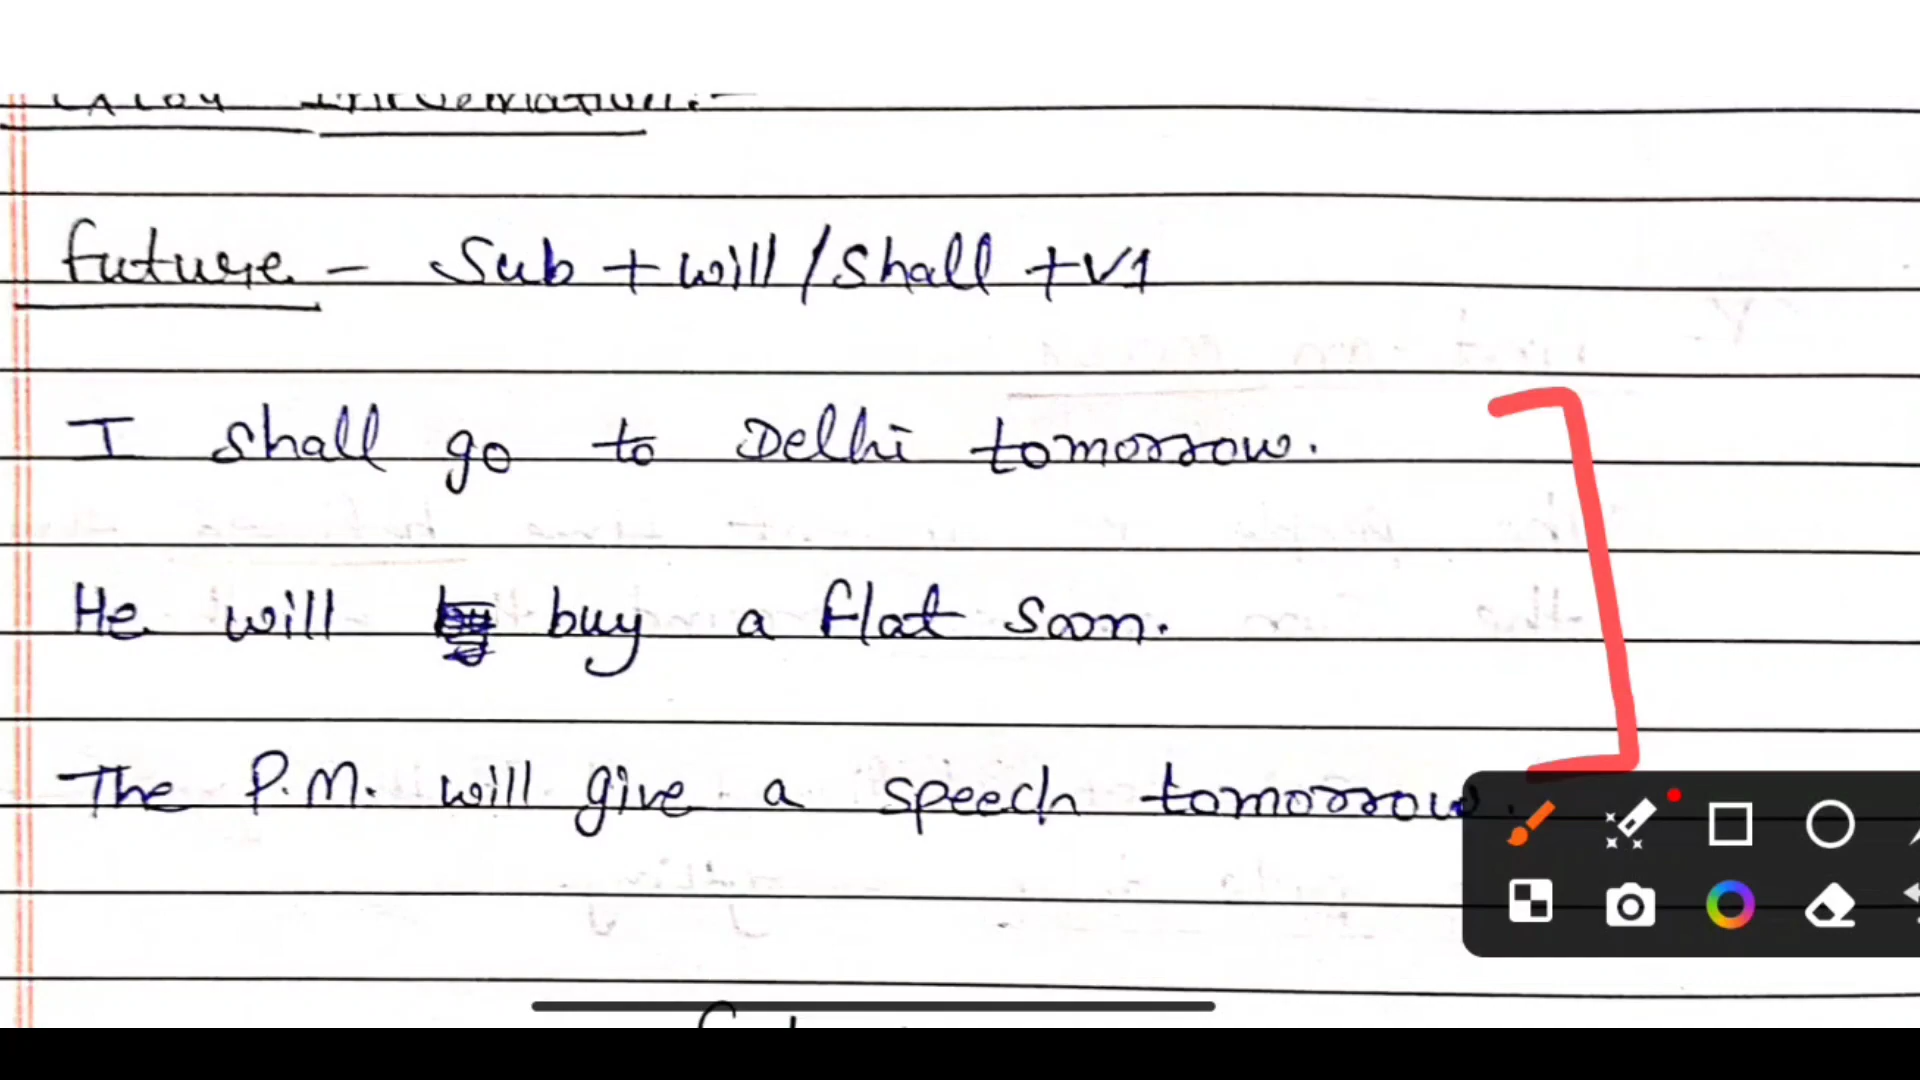 Information:-
Future - Sub + will / Shall + V1
I shall go to Delhi tomorrow.
He will buy a flat soon.
The P.M. will give a speech tomorrow.